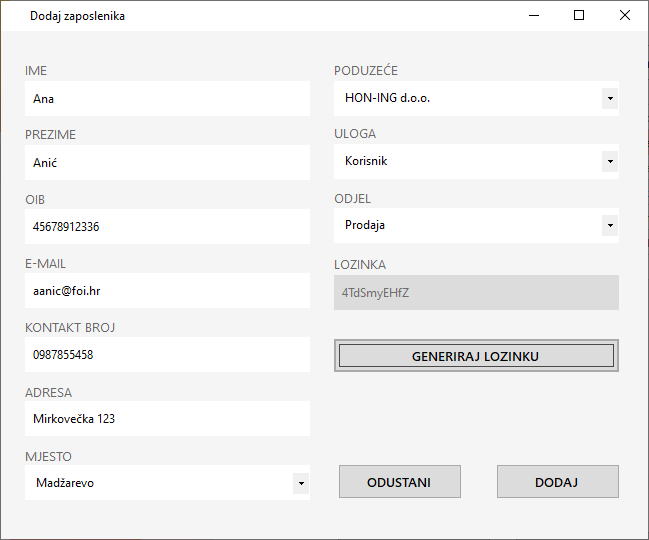 Dodaj zaposlenika
IME
Ana
PREZIME
Anić
OIB
45678912336
E-MAIL
aanic@foi.hr
KONTAKT BROJ
0987855458
ADRESA
Mirkovečka 123
MJESTO
Madžarevo
PODUZEĆE
HON-ING d.o.o.
ULOGA
Korisnik
ODJEL
Prodaja
LOZINKA
4TdSmyEHfZ
GENERIRAJ LOZINKU
ODUSTANI
DODAJ